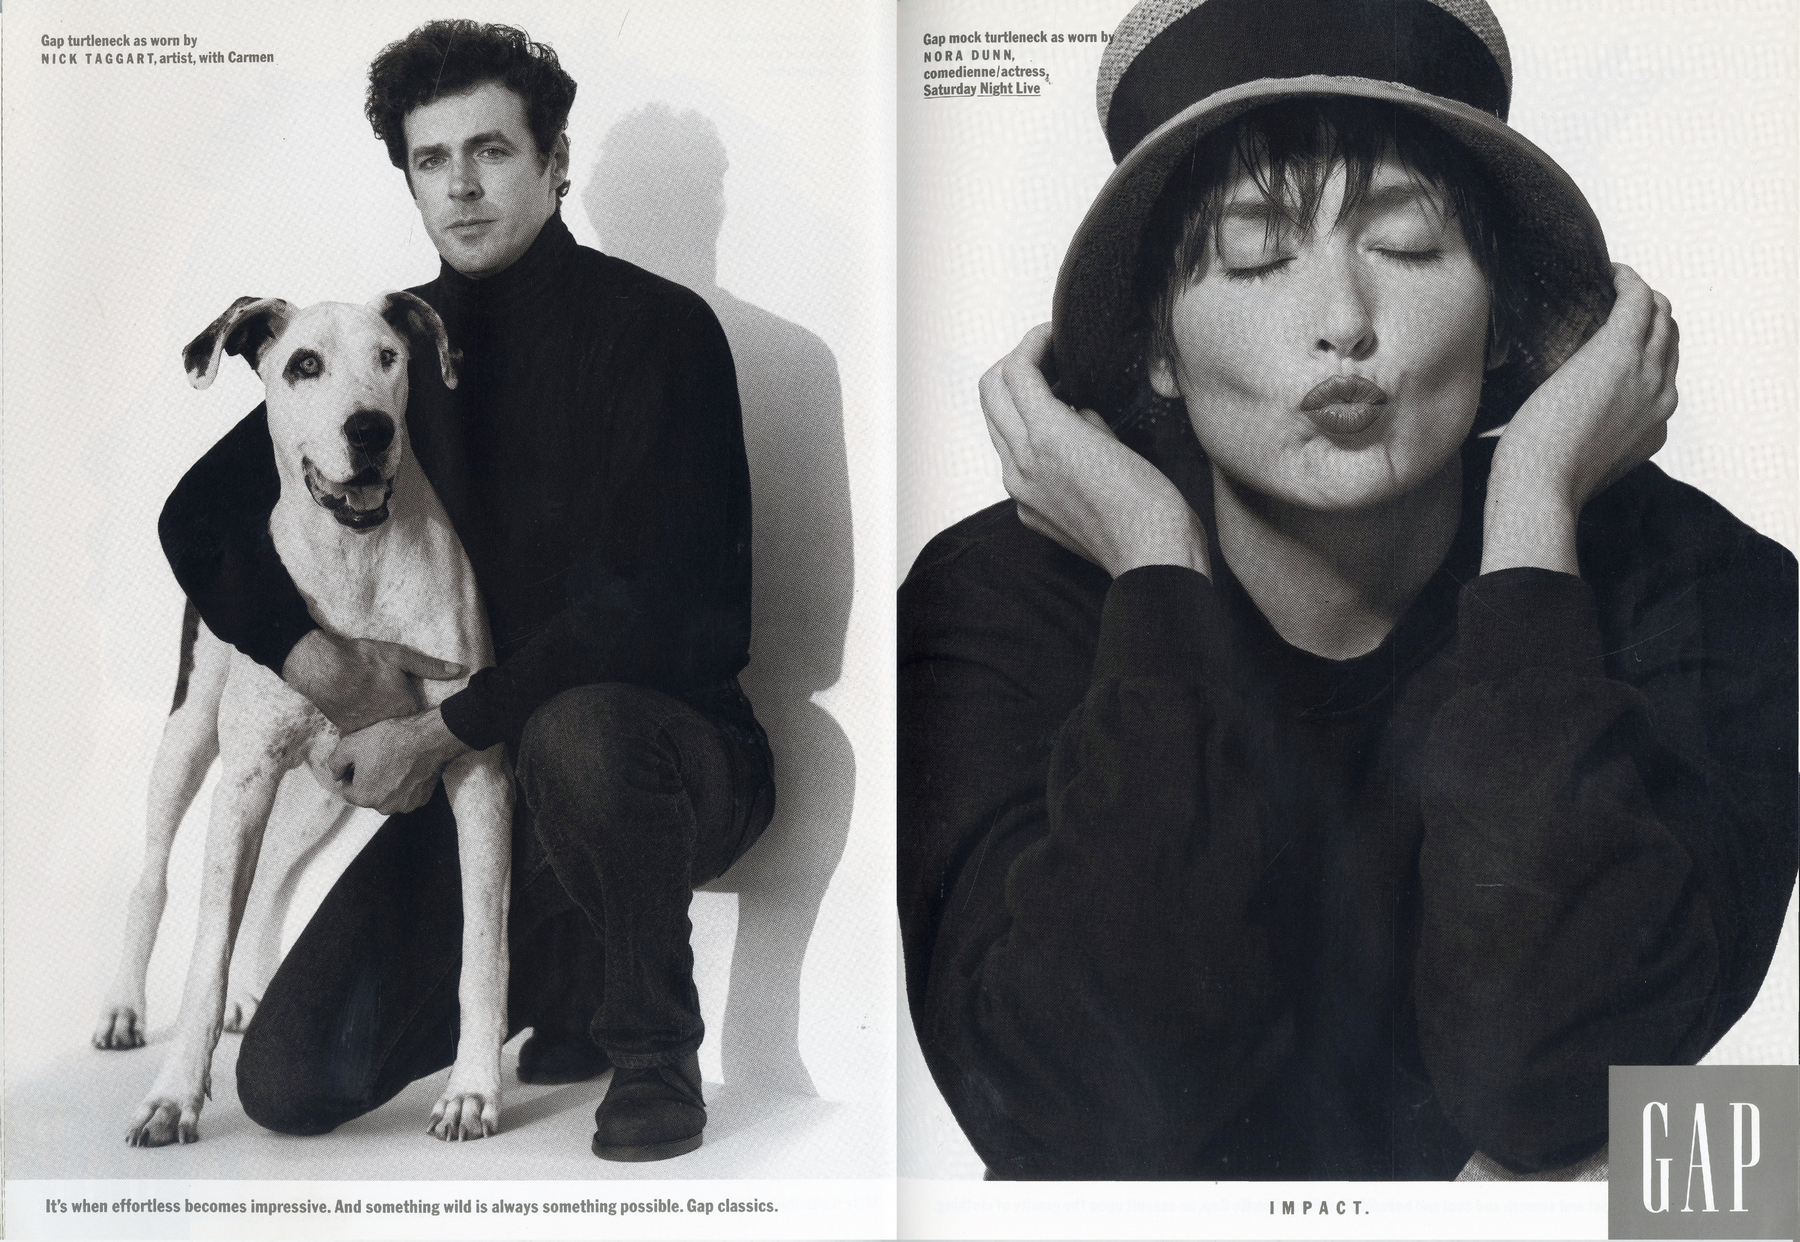 Gap turtleneck as worn by
NICK TAGGART, artist, with Carmen
Gap mock turtleneck as worn by
NORA DUNN,
comedienne/actress,
Saturday Night Live
It's when effortless becomes impressive. And something wild is always something possible. Gap classics.
IMPACT.
GAP